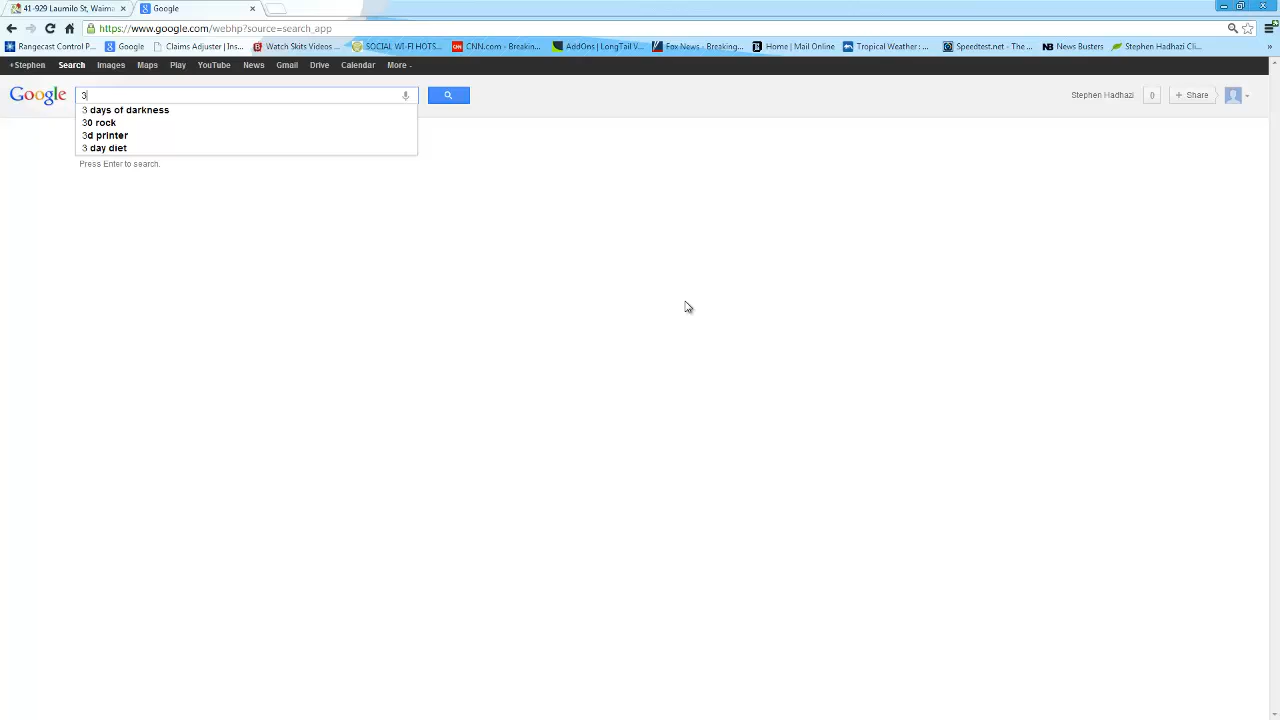 41-929 Laumilo St, Waima
Google
https://www.google.com/webhp?source=search_app
Rangecast Control P... Google Claims Adjuster | Ins... Watch Skits Videos ... SOCIAL WI-FI HOTS... CNN.com - Breakin... AddOns | LongTail V... Fox News - Breaking... Home | Mail Online Tropical Weather : ... Speedtest.net - The ... News Busters Stephen Hadhazi Cli... »
+Stephen Search Images Maps Play YouTube News Gmail Drive Calendar More
Google 3 Stephen Hadhazi 0 + Share
3 days of darkness
30 rock
3d printer
3 day diet
Press Enter to search.